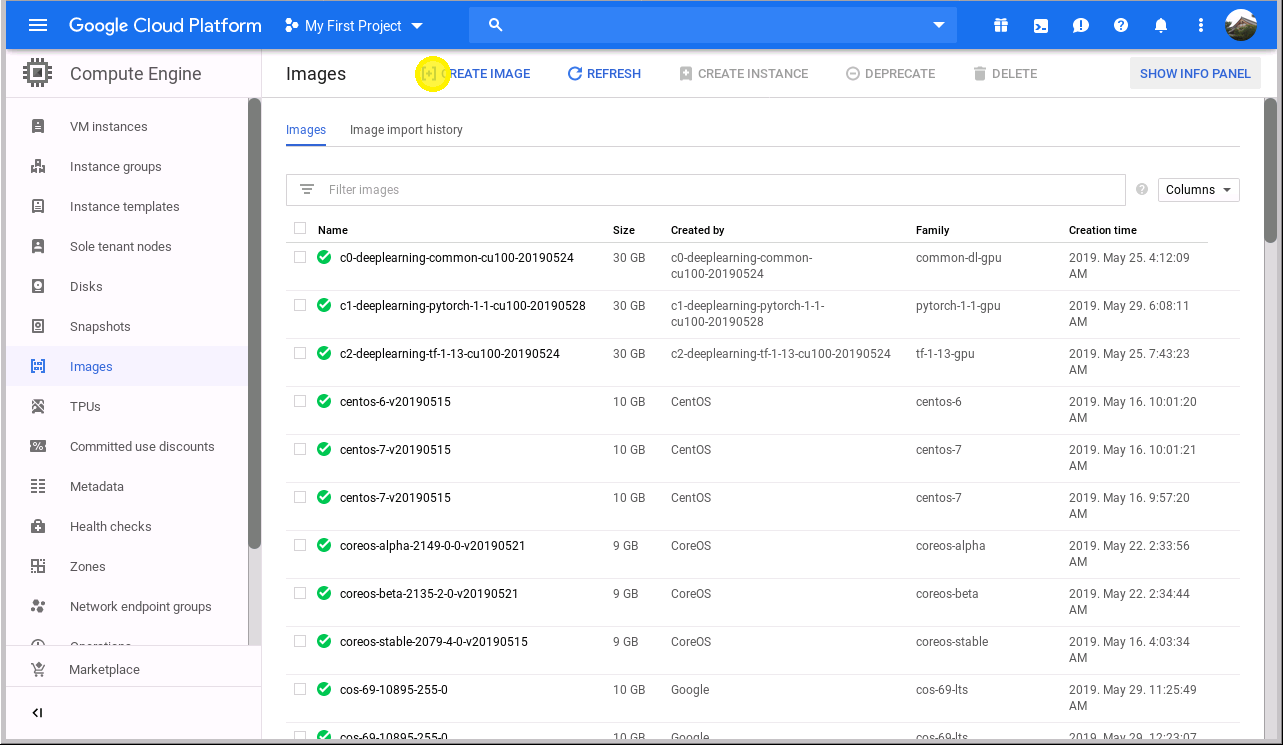 Google Cloud Platform
My First Project
Compute Engine
Images
CREATE IMAGE
REFRESH
CREATE INSTANCE
DEPRECATE
DELETE
SHOW INFO PANEL
VM instances
Instance groups
Instance templates
Sole tenant nodes
Disks
Snapshots
Images
TPUs
Committed use discounts
Metadata
Health checks
Zones
Network endpoint groups
Operations
Marketplace
Images Image import history
Filter images
Columns
Name Size Created by Family Creation time
c0-deeplearning-common-cu100-20190524 30 GB c0-deeplearning-common- common-dl-gpu 2019. May 25. 4:12:09
cu100-20190524 AM
c1-deeplearning-pytorch-1-1-cu100-20190528 30 GB c1-deeplearning-pytorch-1-1- pytorch-1-1-gpu 2019. May 29. 6:08:11
cu100-20190528 AM
c2-deeplearning-tf-1-13-cu100-20190524 30 GB c2-deeplearning-tf-1-13-cu100-20190524 tf-1-13-gpu 2019. May 25. 7:43:23
AM
centos-6-v20190515 10 GB CentOS centos-6 2019. May 16. 10:01:20
AM
centos-7-v20190515 10 GB CentOS centos-7 2019. May 16. 10:01:21
AM
centos-7-v20190515 10 GB CentOS centos-7 2019. May 16. 9:57:20
AM
coreos-alpha-2149-0-0-v20190521 9 GB CoreOS coreos-alpha 2019. May 22. 2:33:56
AM
coreos-beta-2135-2-0-v20190521 9 GB CoreOS coreos-beta 2019. May 22. 2:34:44
AM
coreos-stable-2079-4-0-v20190515 9 GB CoreOS coreos-stable 2019. May 16. 4:03:34
AM
cos-69-10895-255-0 10 GB Google cos-69-lts 2019. May 29. 11:25:49
AM
cos-69-10895-255-0 10 GB Google cos-69-lts 2019. May 29. 12:23:07